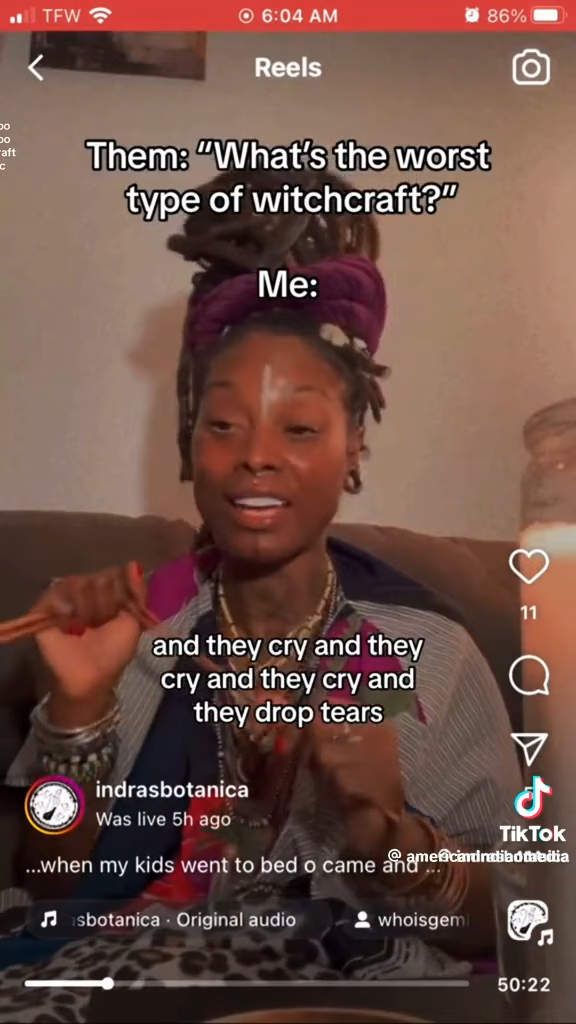 TFW
6:04 AM
86%
Reels
Them: “What’s the worst
type of witchcraft?”
Me:
and they cry and they
cry and they cry and
they drop tears
11
indrasbotanica
Was live 5h ago
...when my kids went to bed o came and ...
TikTok
sbotanica · Original audio
whoisgem
50:22